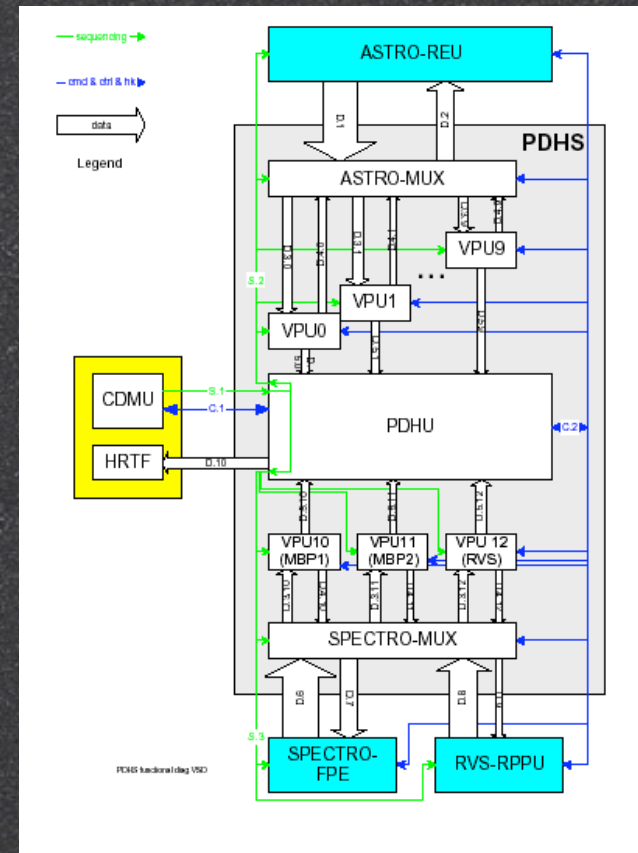 sequencing
cmd & ctrl & hk
data
Legend
ASTRO-REU
D.1
D.2
PDHS
ASTRO-MUX
D.3.0
D.4.0
D.3.1
D.4.1
D.3.9
D.4.9
VPU9
...
S.2
VPU1
VPU0
D.5.1
D.5.9
CDMU
S.1
C.1
PDHU
C.2
HRTF
D.10
D.5.10
D.5.11
D.5.12
VPU10
(MBP1)
VPU11
(MBP2)
VPU 12
(RVS)
D.3.10
D.4.10
D.3.11
D.4.11
D.3.12
D.4.12
SPECTRO-MUX
D.6
D.7
D.8
D.9
S.3
SPECTRO-
FPE
RVS-RPPU
PDHS functional diag VSD